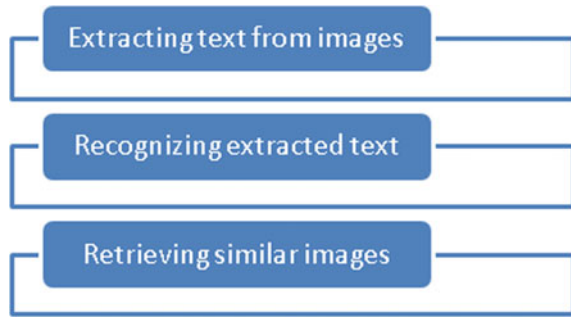 Extracting text from images
Recognizing extracted text
Retrieving similar images